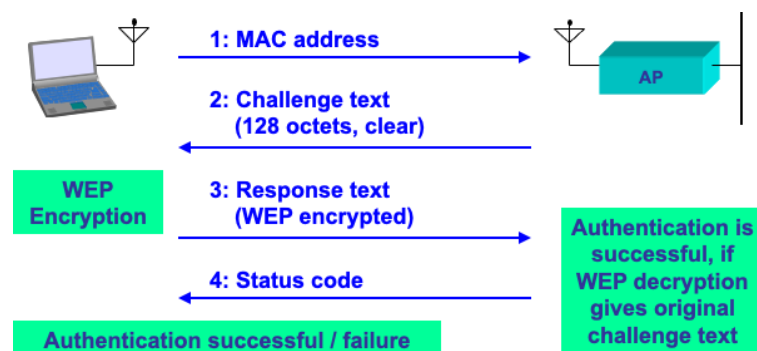 1: MAC address
AP
2: Challenge text
(128 octets, clear)
WEP
Encryption
3: Response text
(WEP encrypted)
Authentication is
successful, if
WEP decryption
gives original
challenge text
4: Status code
Authentication successful / failure